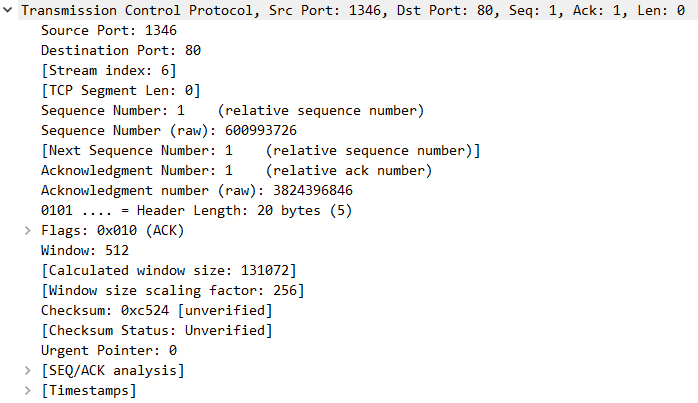 Transmission Control Protocol, Src Port: 1346, Dst Port: 80, Seq: 1, Ack: 1, Len: 0
Source Port: 1346
Destination Port: 80
[Stream index: 6]
[TCP Segment Len: 0]
Sequence Number: 1    (relative sequence number)
Sequence Number (raw): 600993726
[Next Sequence Number: 1    (relative sequence number)]
Acknowledgment Number: 1    (relative ack number)
Acknowledgment number (raw): 3824396846
0101 .... = Header Length: 20 bytes (5)
Flags: 0x010 (ACK)
Window: 512
[Calculated window size: 131072]
[Window size scaling factor: 256]
Checksum: 0xc524 [unverified]
[Checksum Status: Unverified]
Urgent Pointer: 0
[SEQ/ACK analysis]
[Timestamps]